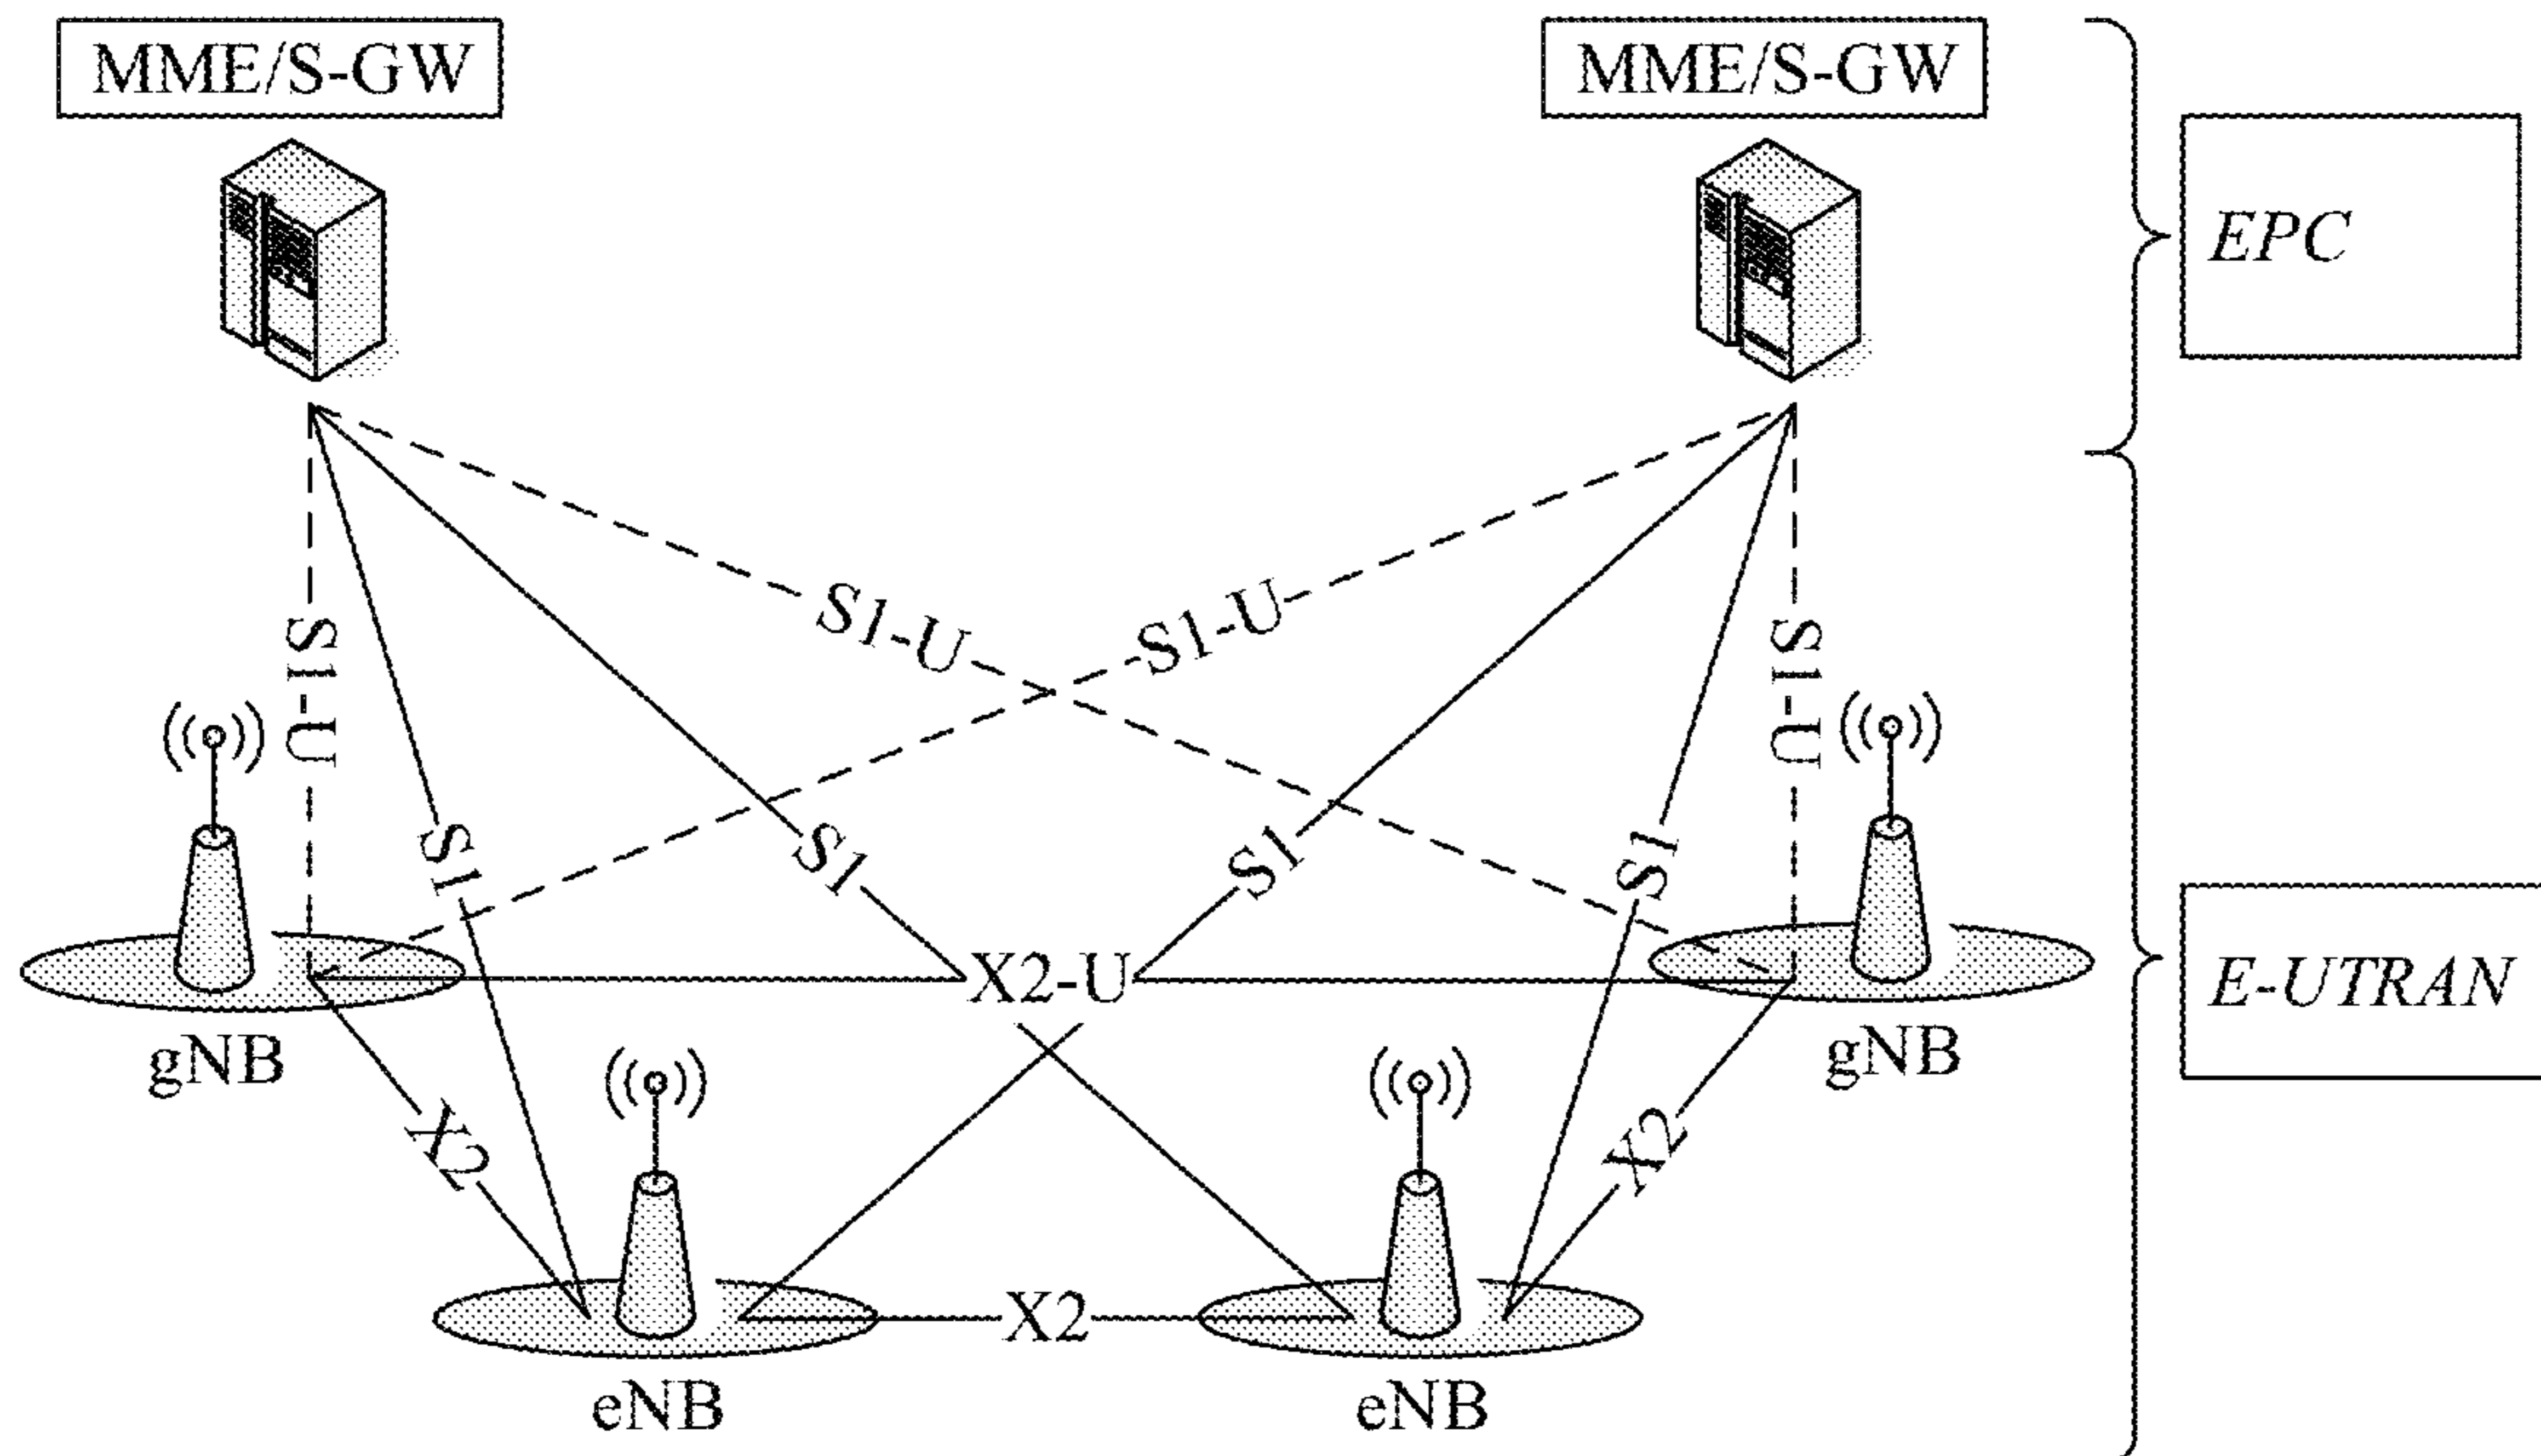 MME/S-GW
MME/S-GW
EPC
S1-U
S1-U
S1-U
S1-U
S1
S1
S1
S1
X2-U
E-UTRAN
gNB
gNB
X2
X2
X2
eNB
eNB